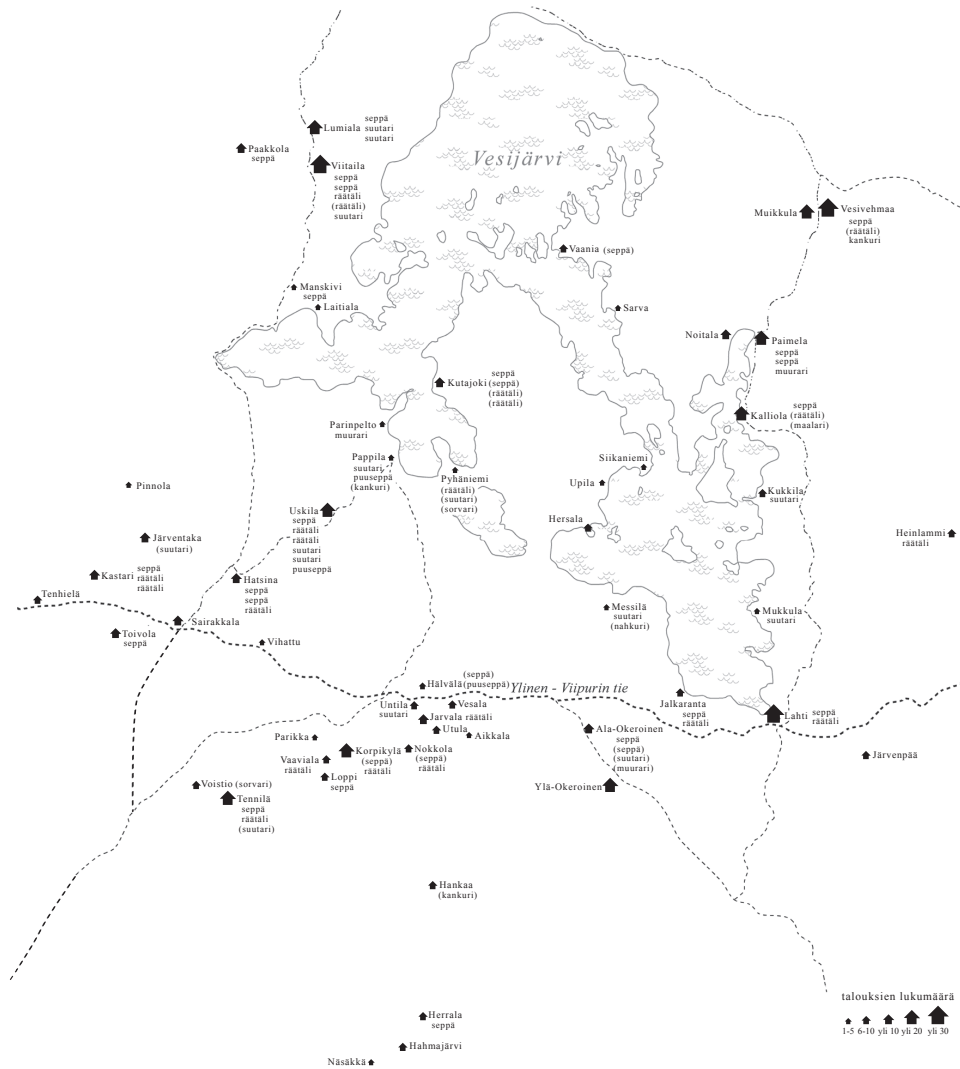 Lumiala
seppä
suutari
suutari
Paakkola
seppä
Viitaila
seppä
seppä
räätäli
(räätäli)
suutari
Vesijärvi
Muikkula
Vesivehmaa
seppä
(räätäli)
kankuri
Vaania (seppä)
Manskivi
seppä
Laitiala
Sarva
Noitala
Paimela
seppä
seppä
muurari
Kutajoki
seppä
(seppä)
(räätäli)
räätäli)
Kalliola
seppä
(räätäli)
(maalari)
Parinpelto
muurari
Pappila
suutari
puuseppä
(kankuri)
Pyhäniemi
(räätäli)
(suutari)
(sorvari)
Siikaniemi
Upila
Kukkila
suutari
Pinnola
Uskila
seppä
räätäli
räätäli
suutari
suutari
puuseppä
Hersala
Heinlammi
räätäli
Järventaka
(suutari)
Kastari
seppä
räätäli
räätäli
Hatsina
seppä
seppä
räätäli
Tenhielä
Messilä
suutari
(nahkuri)
Mukkula
suutari
Sairakkala
Toivola
seppä
Vihattu
Hälvälä
(seppä)
(puuseppä)
Ylinen - Viipurin tie
Jalkaranta
seppä
räätäli
Untila
suutari
Vesala
Lahti
seppä
räätäli
Jarvala räätäli
Utula
Aikkala
Ala-Okeroinen
seppä
(seppä)
(suutari)
(muurari)
Parikka
Korpikylä
(seppä)
räätäli
Nokkola
(seppä)
räätäli
Järvenpää
Vaaviala
räätäli
Loppi
seppä
Voistio (sorvari)
Ylä-Okeroinen
Tennilä
seppä
räätäli
(suutari)
Hankaa
(kankuri)
Herrala
seppä
Hahmajärvi
Näsäkkä
talouksien lukumäärä
1-5 6-10 yli 10 yli 20 yli 30